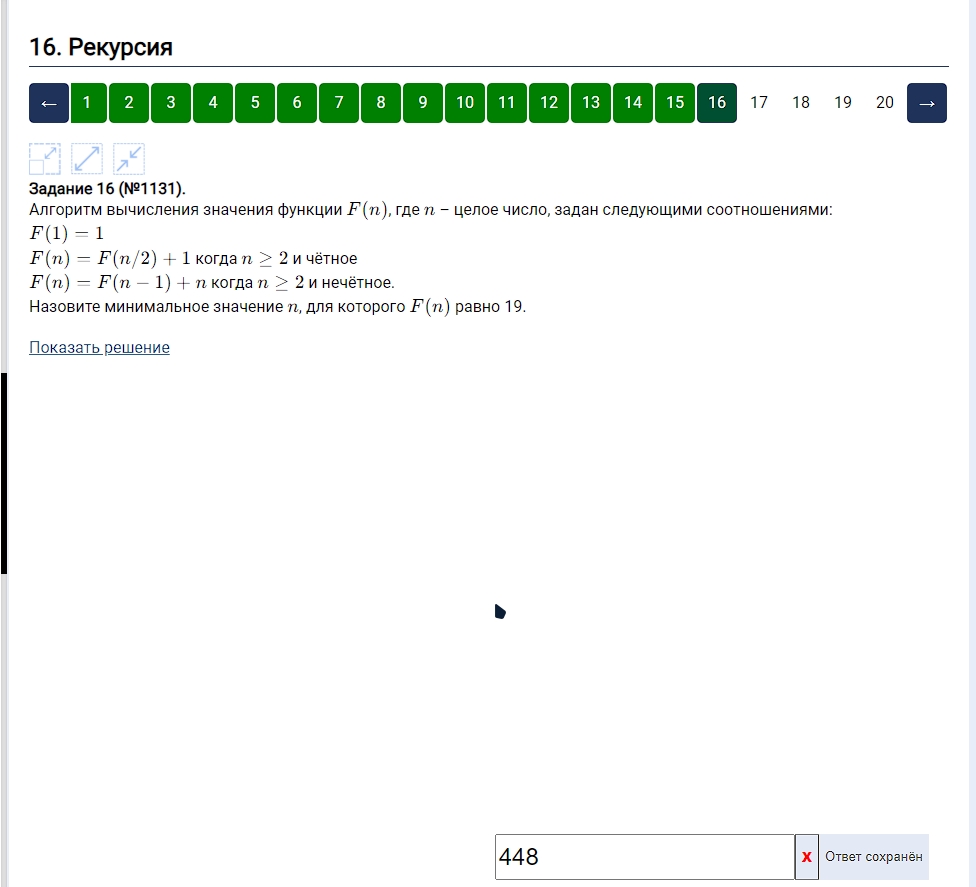 16. Рекурсия
← 1 2 3 4 5 6 7 8 9 10 11 12 13 14 15 16 17 18 19 20 →
Задание 16 (№1131).
Алгоритм вычисления значения функции F(n), где n – целое число, задан следующими соотношениями:
F(1) = 1
F(n) = F(n/2) + 1 когда n ≥ 2 и чётное
F(n) = F(n − 1) + n когда n ≥ 2 и нечётное.
Назовите минимальное значение n, для которого F(n) равно 19.
Показать решение
448 x Ответ сохранён